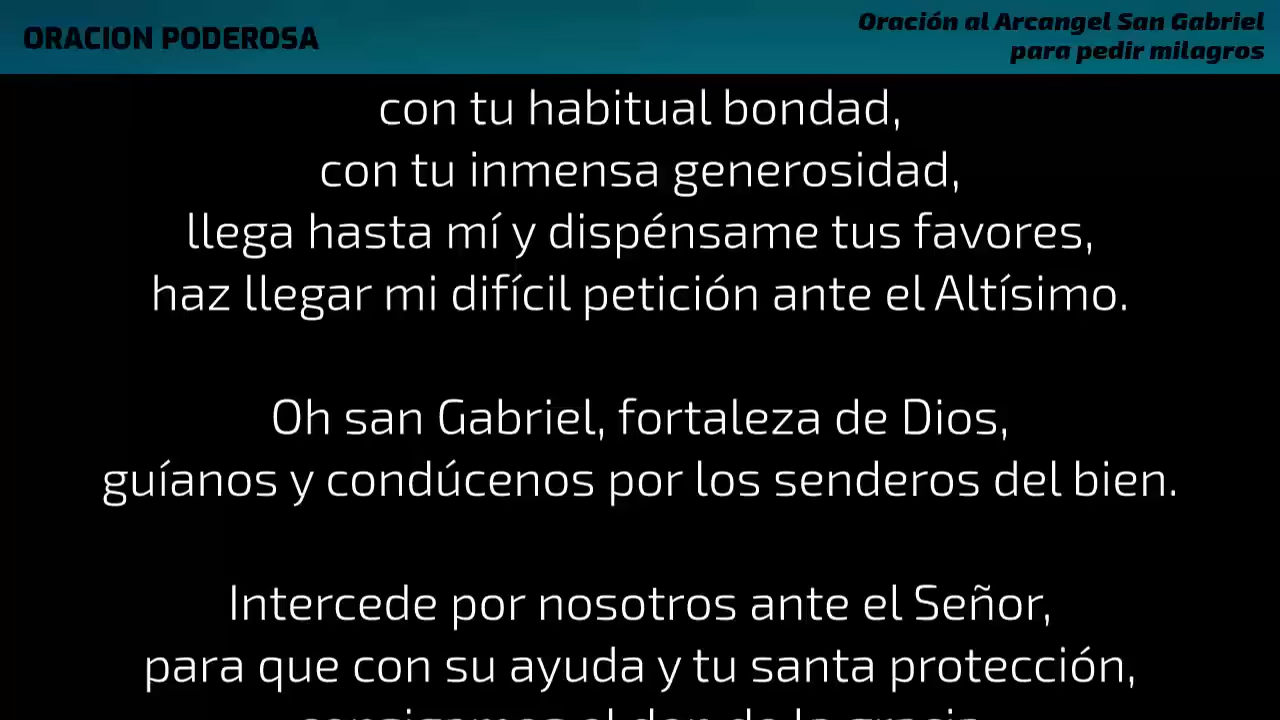 ORACION PODEROSA
Oración al Arcangel San Gabriel
para pedir milagros
con tu habitual bondad,
con tu inmensa generosidad,
llega hasta mí y dispénsame tus favores,
haz llegar mi difícil petición ante el Altísimo.
Oh san Gabriel, fortaleza de Dios,
guíanos y condúcenos por los senderos del bien.
Intercede por nosotros ante el Señor,
para que con su ayuda y tu santa protección,